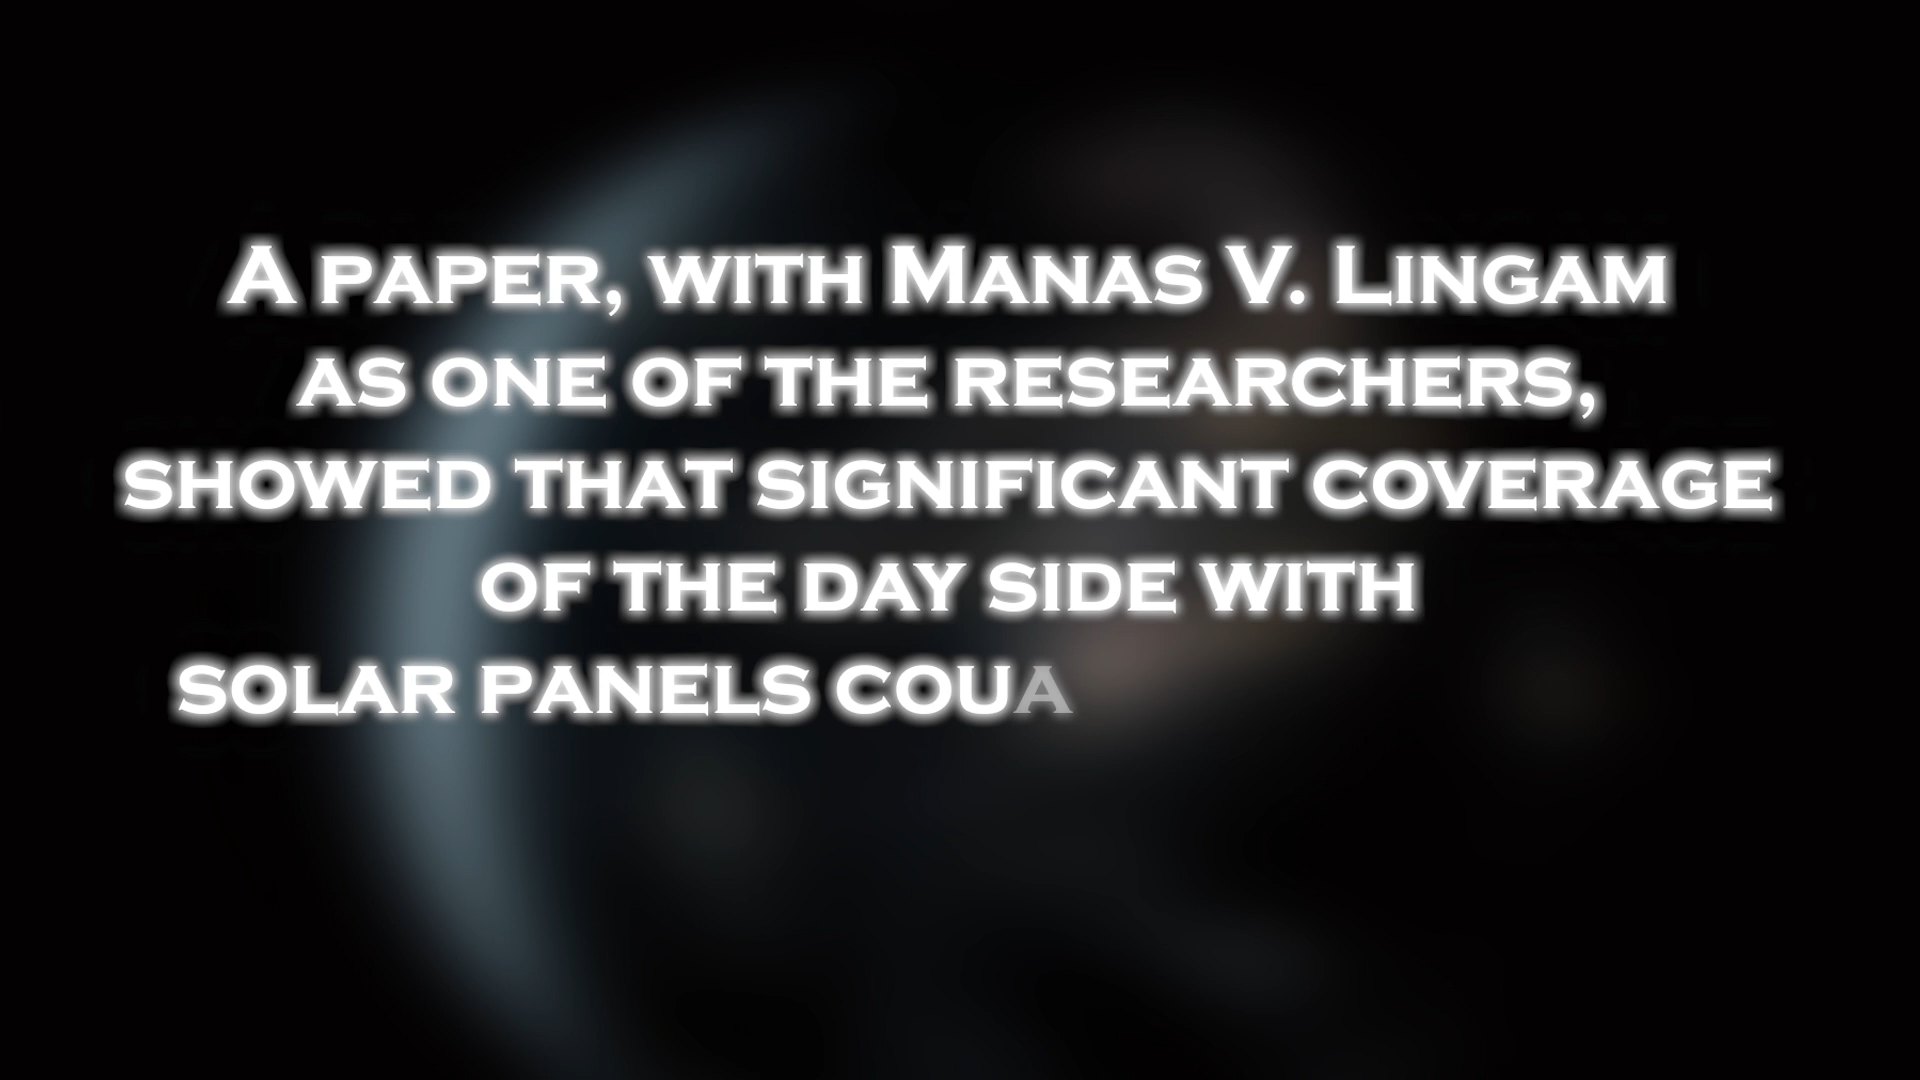 A PAPER, WITH MANAS V. LINGAM
AS ONE OF THE RESEARCHERS,
SHOWED THAT SIGNIFICANT COVERAGE
OF THE DAY SIDE WITH
SOLAR PANELS COUA